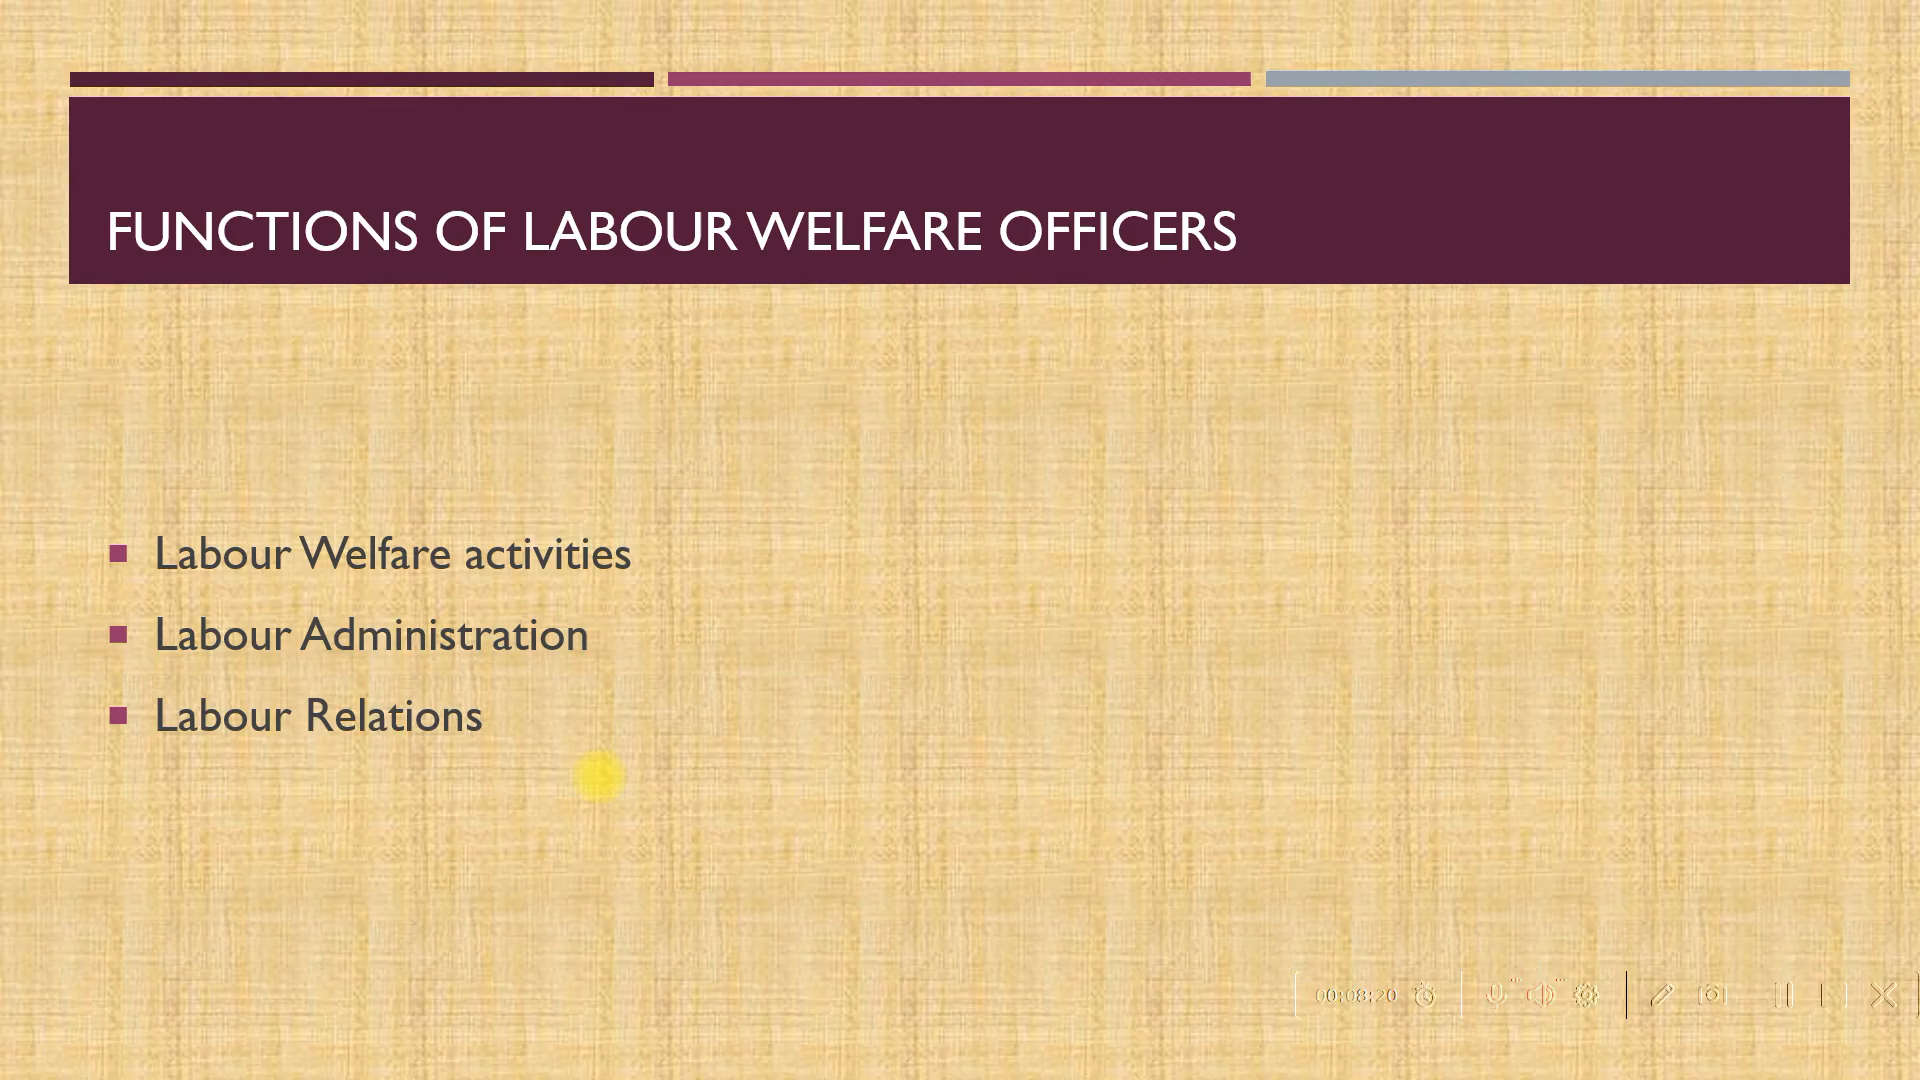 FUNCTIONS OF LABOUR WELFARE OFFICERS
Labour Welfare activities
Labour Administration
Labour Relations
00:08:20